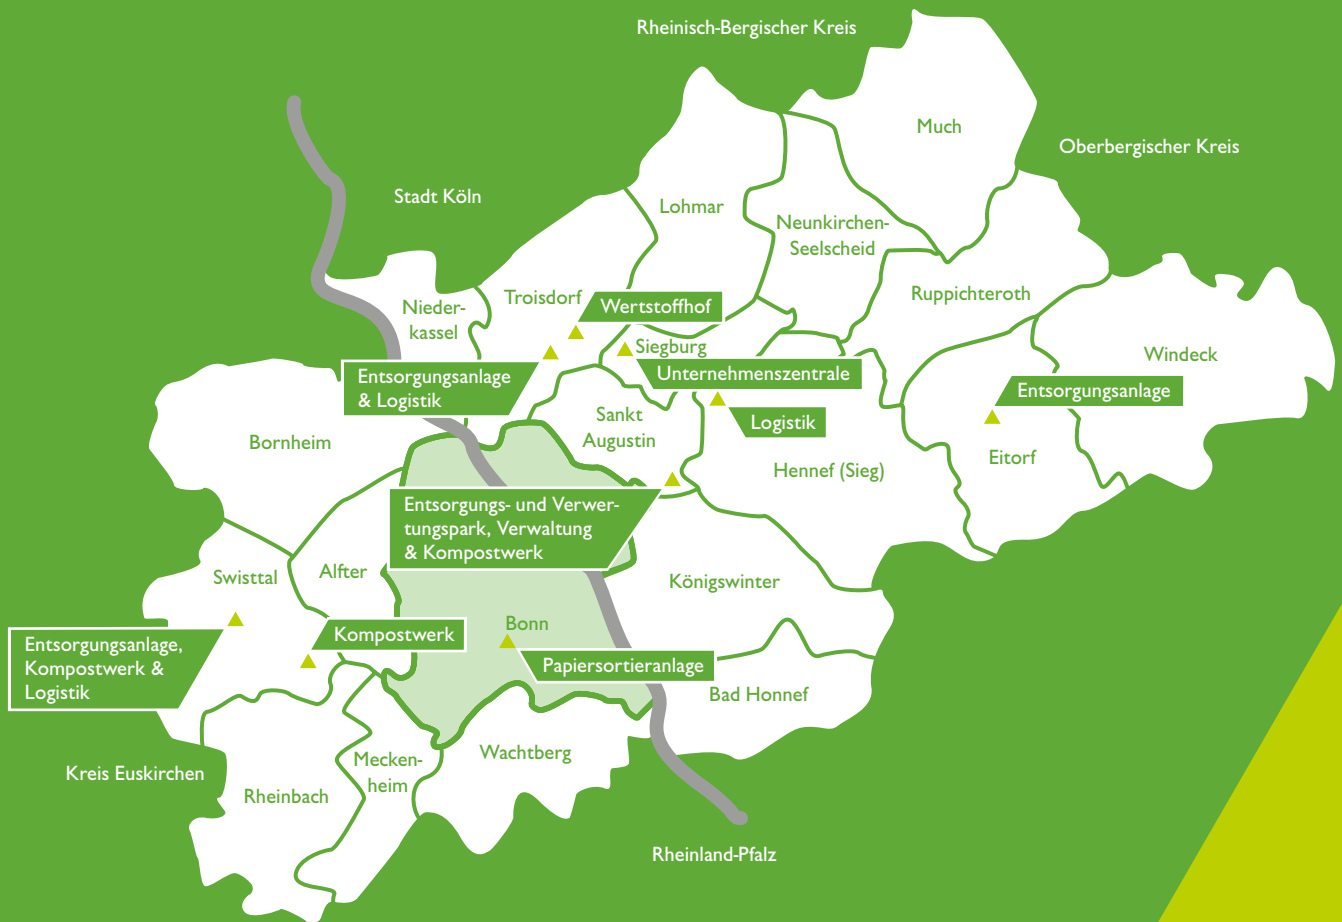 Rheinisch-Bergischer Kreis
Much
Oberbergischer Kreis
Stadt Köln
Lohmar
Neunkirchen-
Seelscheid
Ruppichteroth
Troisdorf
Wertstoffhof
Nieder-
kassel
Siegburg
Windeck
Entsorgungsanlage
& Logistik
Unternehmenszentrale
Entsorgungsanlage
Sankt
Augustin
Logistik
Bornheim
Hennef (Sieg)
Eitorf
Entsorgungs- und Verwer-
tungspark, Verwaltung
& Kompostwerk
Swisttal
Alfter
Königswinter
Bonn
Kompostwerk
Entsorgungsanlage,
Kompostwerk &
Logistik
Papiersortieranlage
Bad Honnef
Kreis Euskirchen
Rheinbach
Mecken-
heim
Wachtberg
Rheinland-Pfalz